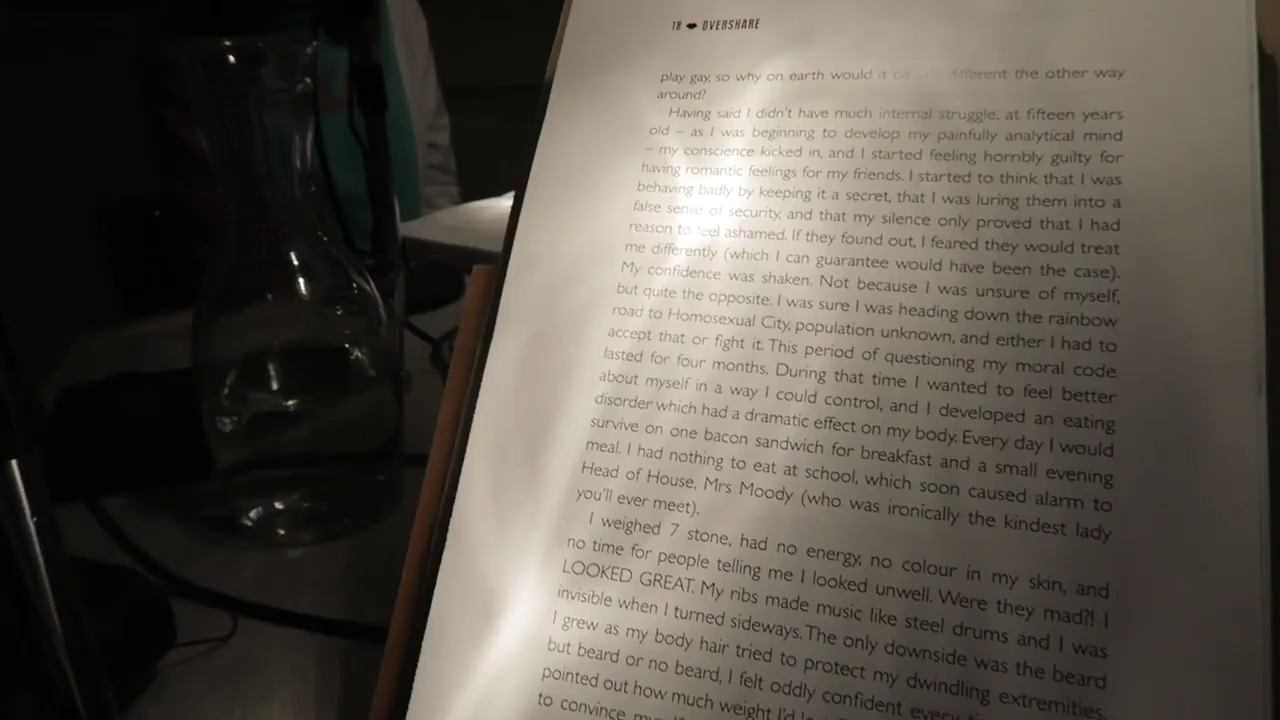 18 OVERSHARE
play gay, so why on earth would it be any different the other way
around?
Having said I didn't have much internal struggle, at fifteen years
old – as I was beginning to develop my painfully analytical mind
– my conscience kicked in, and I started feeling horribly guilty for
having romantic feelings for my friends. I started to think that I was
behaving badly by keeping it a secret, that I was luring them into a
false sense of security, and that my silence only proved that I had
reason to feel ashamed. If they found out, I feared they would treat
me differently (which I can guarantee would have been the case).
My confidence was shaken. Not because I was unsure of myself,
but quite the opposite. I was sure I was heading down the rainbow
road to Homosexual City, population unknown, and either I had to
accept that or fight it. This period of questioning my moral code
lasted for four months. During that time I wanted to feel better
about myself in a way I could control, and I developed an eating
disorder which had a dramatic effect on my body. Every day I would
survive on one bacon sandwich for breakfast and a small evening
meal. I had nothing to eat at school, which soon caused alarm to
Head of House, Mrs Moody (who was ironically the kindest lady
you'll ever meet).
I weighed 7 stone, had no energy, no colour in my skin, and
no time for people telling me I looked unwell. Were they mad?! I
LOOKED GREAT. My ribs made music like steel drums and I was
invisible when I turned sideways. The only downside was the beard
I grew as my body hair tried to protect my dwindling extremities,
but beard or no beard, I felt oddly confident
pointed out how much weight I'd
to convince